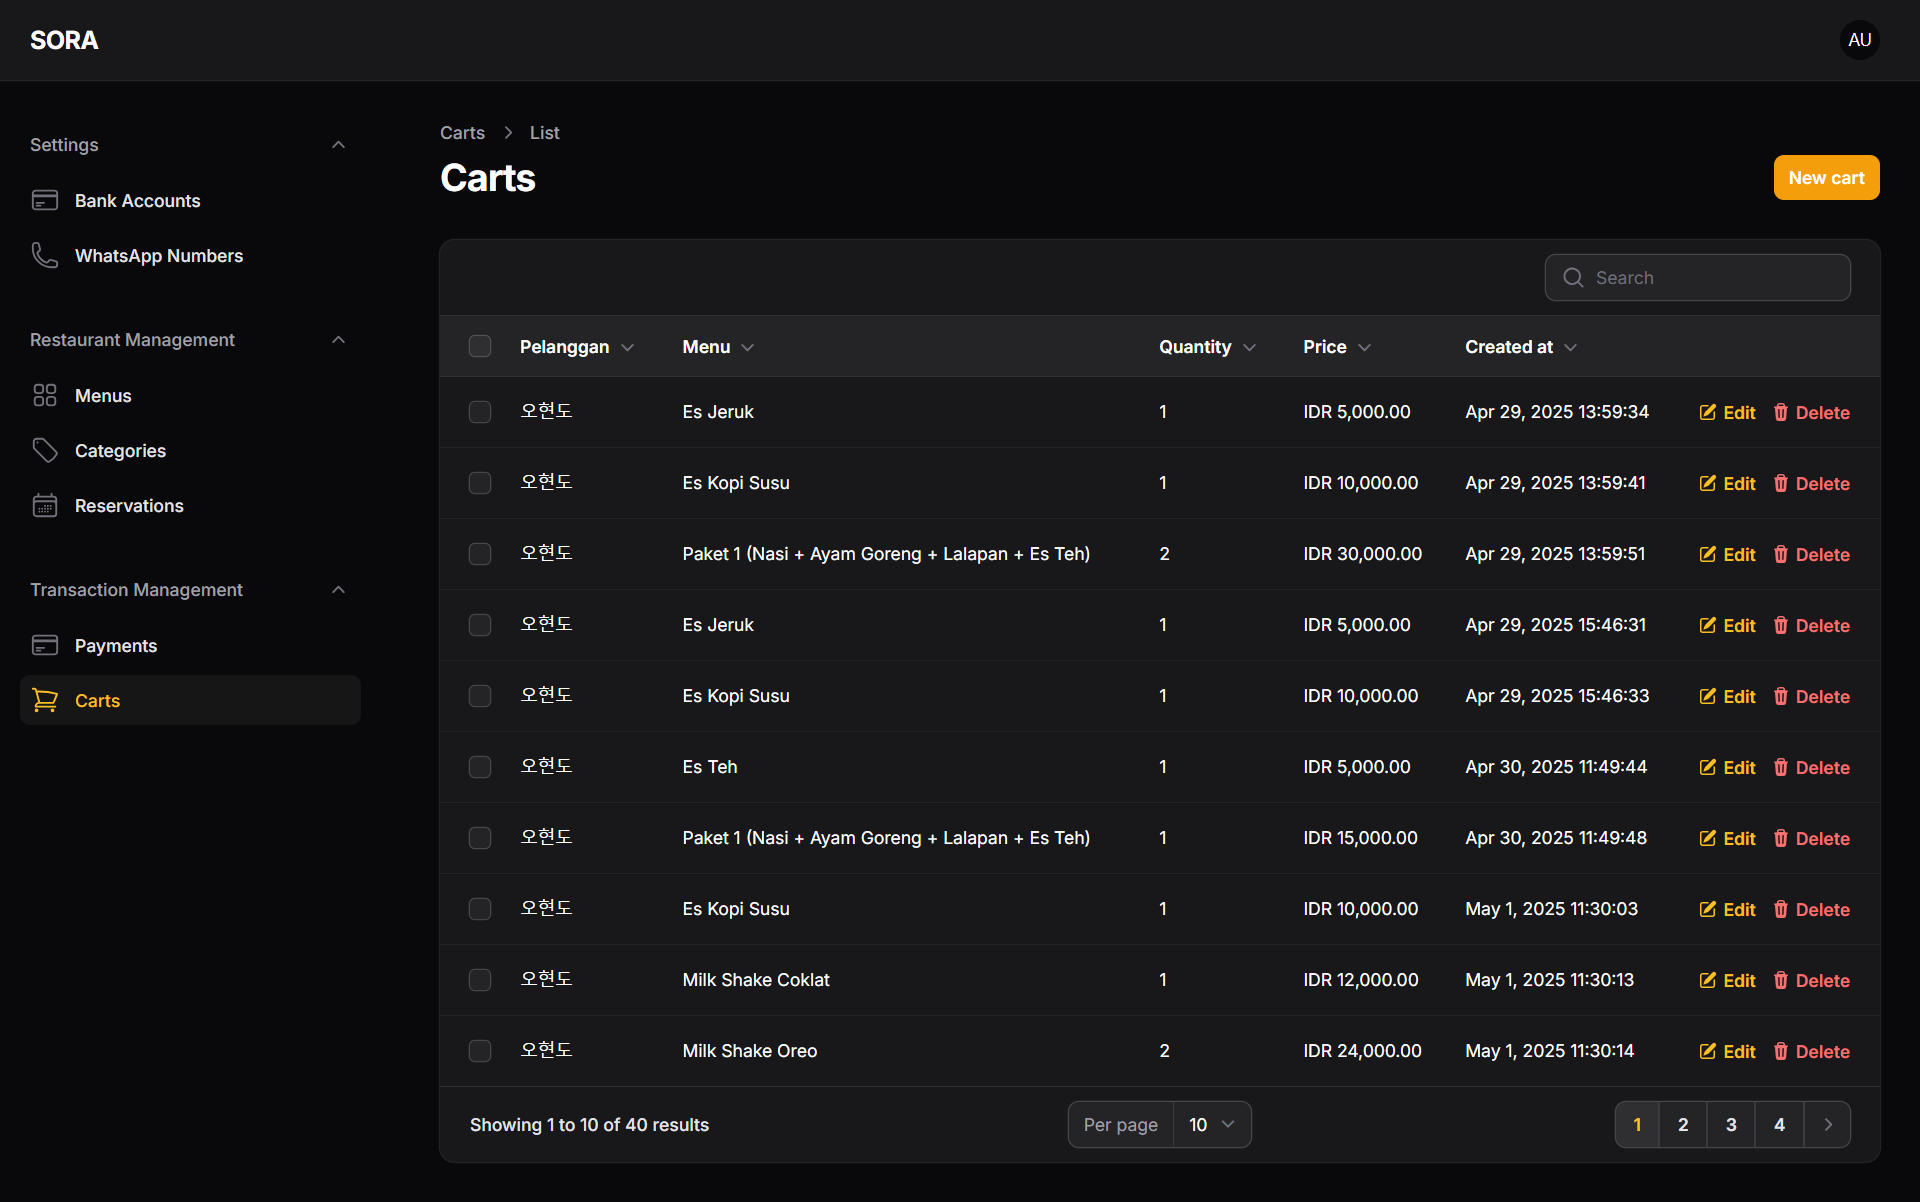 SORA
AU
Settings
Bank Accounts
WhatsApp Numbers
Restaurant Management
Menus
Categories
Reservations
Transaction Management
Payments
Carts
Carts > List
Carts
New cart
Search
Pelanggan Menu Quantity Price Created at
오현도 Es Jeruk 1 IDR 5,000.00 Apr 29, 2025 13:59:34 Edit Delete
오현도 Es Kopi Susu 1 IDR 10,000.00 Apr 29, 2025 13:59:41 Edit Delete
오현도 Paket 1 (Nasi + Ayam Goreng + Lalapan + Es Teh) 2 IDR 30,000.00 Apr 29, 2025 13:59:51 Edit Delete
오현도 Es Jeruk 1 IDR 5,000.00 Apr 29, 2025 15:46:31 Edit Delete
오현도 Es Kopi Susu 1 IDR 10,000.00 Apr 29, 2025 15:46:33 Edit Delete
오현도 Es Teh 1 IDR 5,000.00 Apr 30, 2025 11:49:44 Edit Delete
오현도 Paket 1 (Nasi + Ayam Goreng + Lalapan + Es Teh) 1 IDR 15,000.00 Apr 30, 2025 11:49:48 Edit Delete
오현도 Es Kopi Susu 1 IDR 10,000.00 May 1, 2025 11:30:03 Edit Delete
오현도 Milk Shake Coklat 1 IDR 12,000.00 May 1, 2025 11:30:13 Edit Delete
오현도 Milk Shake Oreo 2 IDR 24,000.00 May 1, 2025 11:30:14 Edit Delete
Showing 1 to 10 of 40 results Per page 10 1 2 3 4